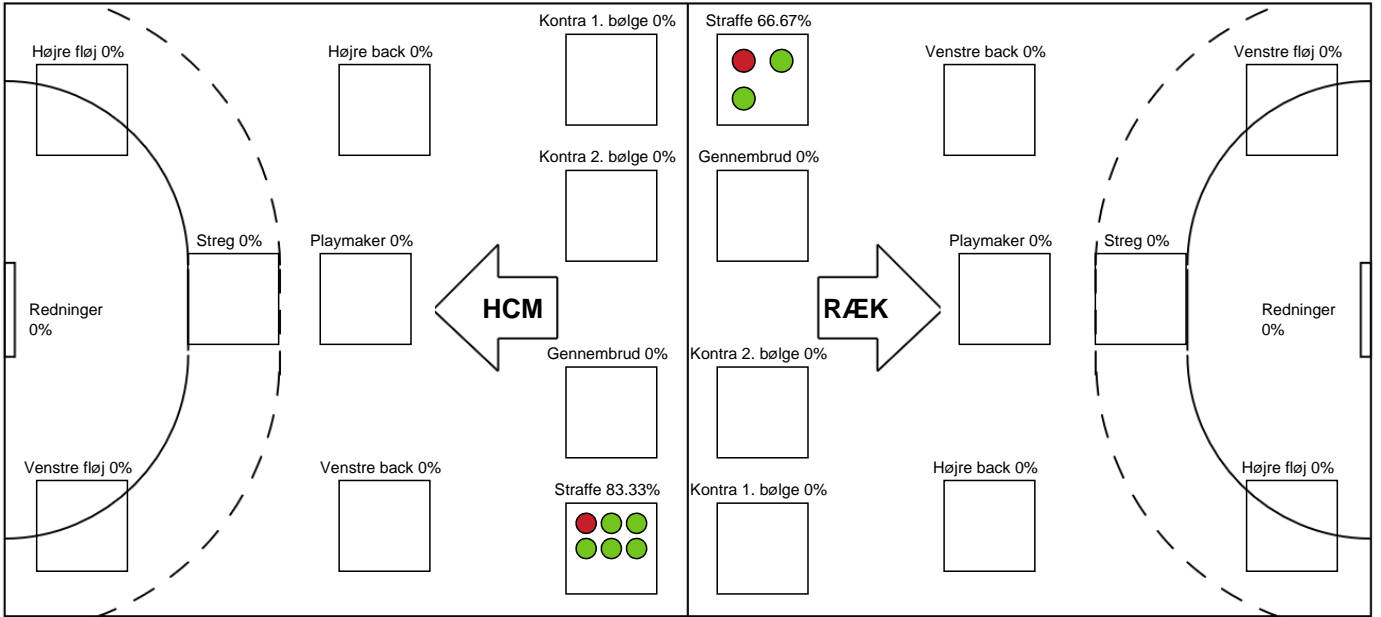 Kontra 1. bølge 0%
Straffe 66.67%
Højre fløj 0%
Højre back 0%
Venstre back 0%
Venstre fløj 0%
Kontra 2. bølge 0%
Gennembrud 0%
Streg 0%
Playmaker 0%
Playmaker 0%
Streg 0%
Redninger
0%
HCM
RÆK
Redninger
0%
Gennembrud 0%
Kontra 2. bølge 0%
Venstre fløj 0%
Venstre back 0%
Højre back 0%
Højre fløj 0%
Straffe 83.33%
Kontra 1. bølge 0%